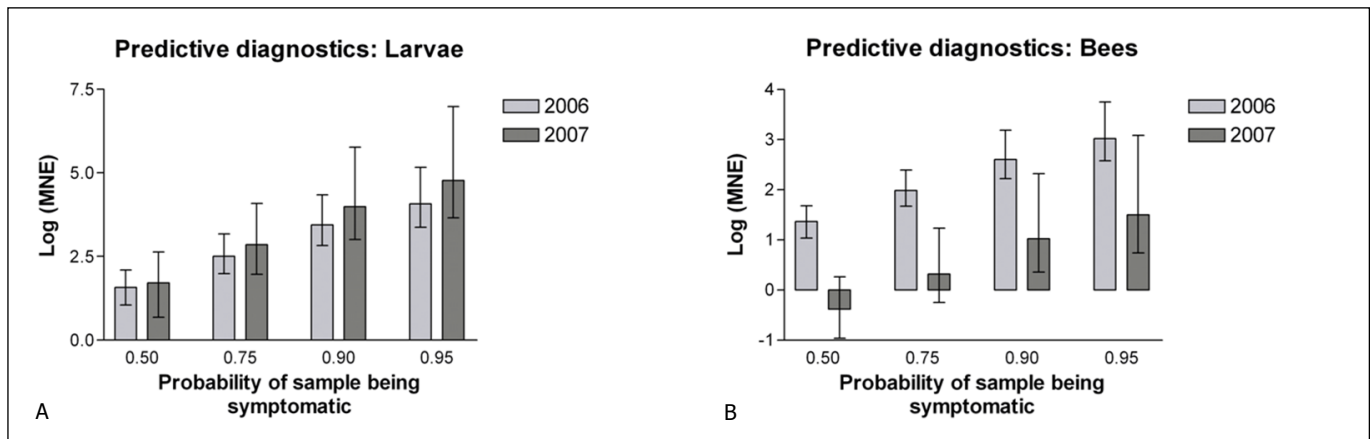 Predictive diagnostics: Larvae
7.5
5.0
2.5
0.0
Log (MNE)
0.50 0.75 0.90 0.95
Probability of sample being
symptomatic
2006
2007
A
Predictive diagnostics: Bees
4
3
2
1
0
-1
Log (MNE)
0.50 0.75 0.90 0.95
Probability of sample being
symptomatic
2006
2007
B